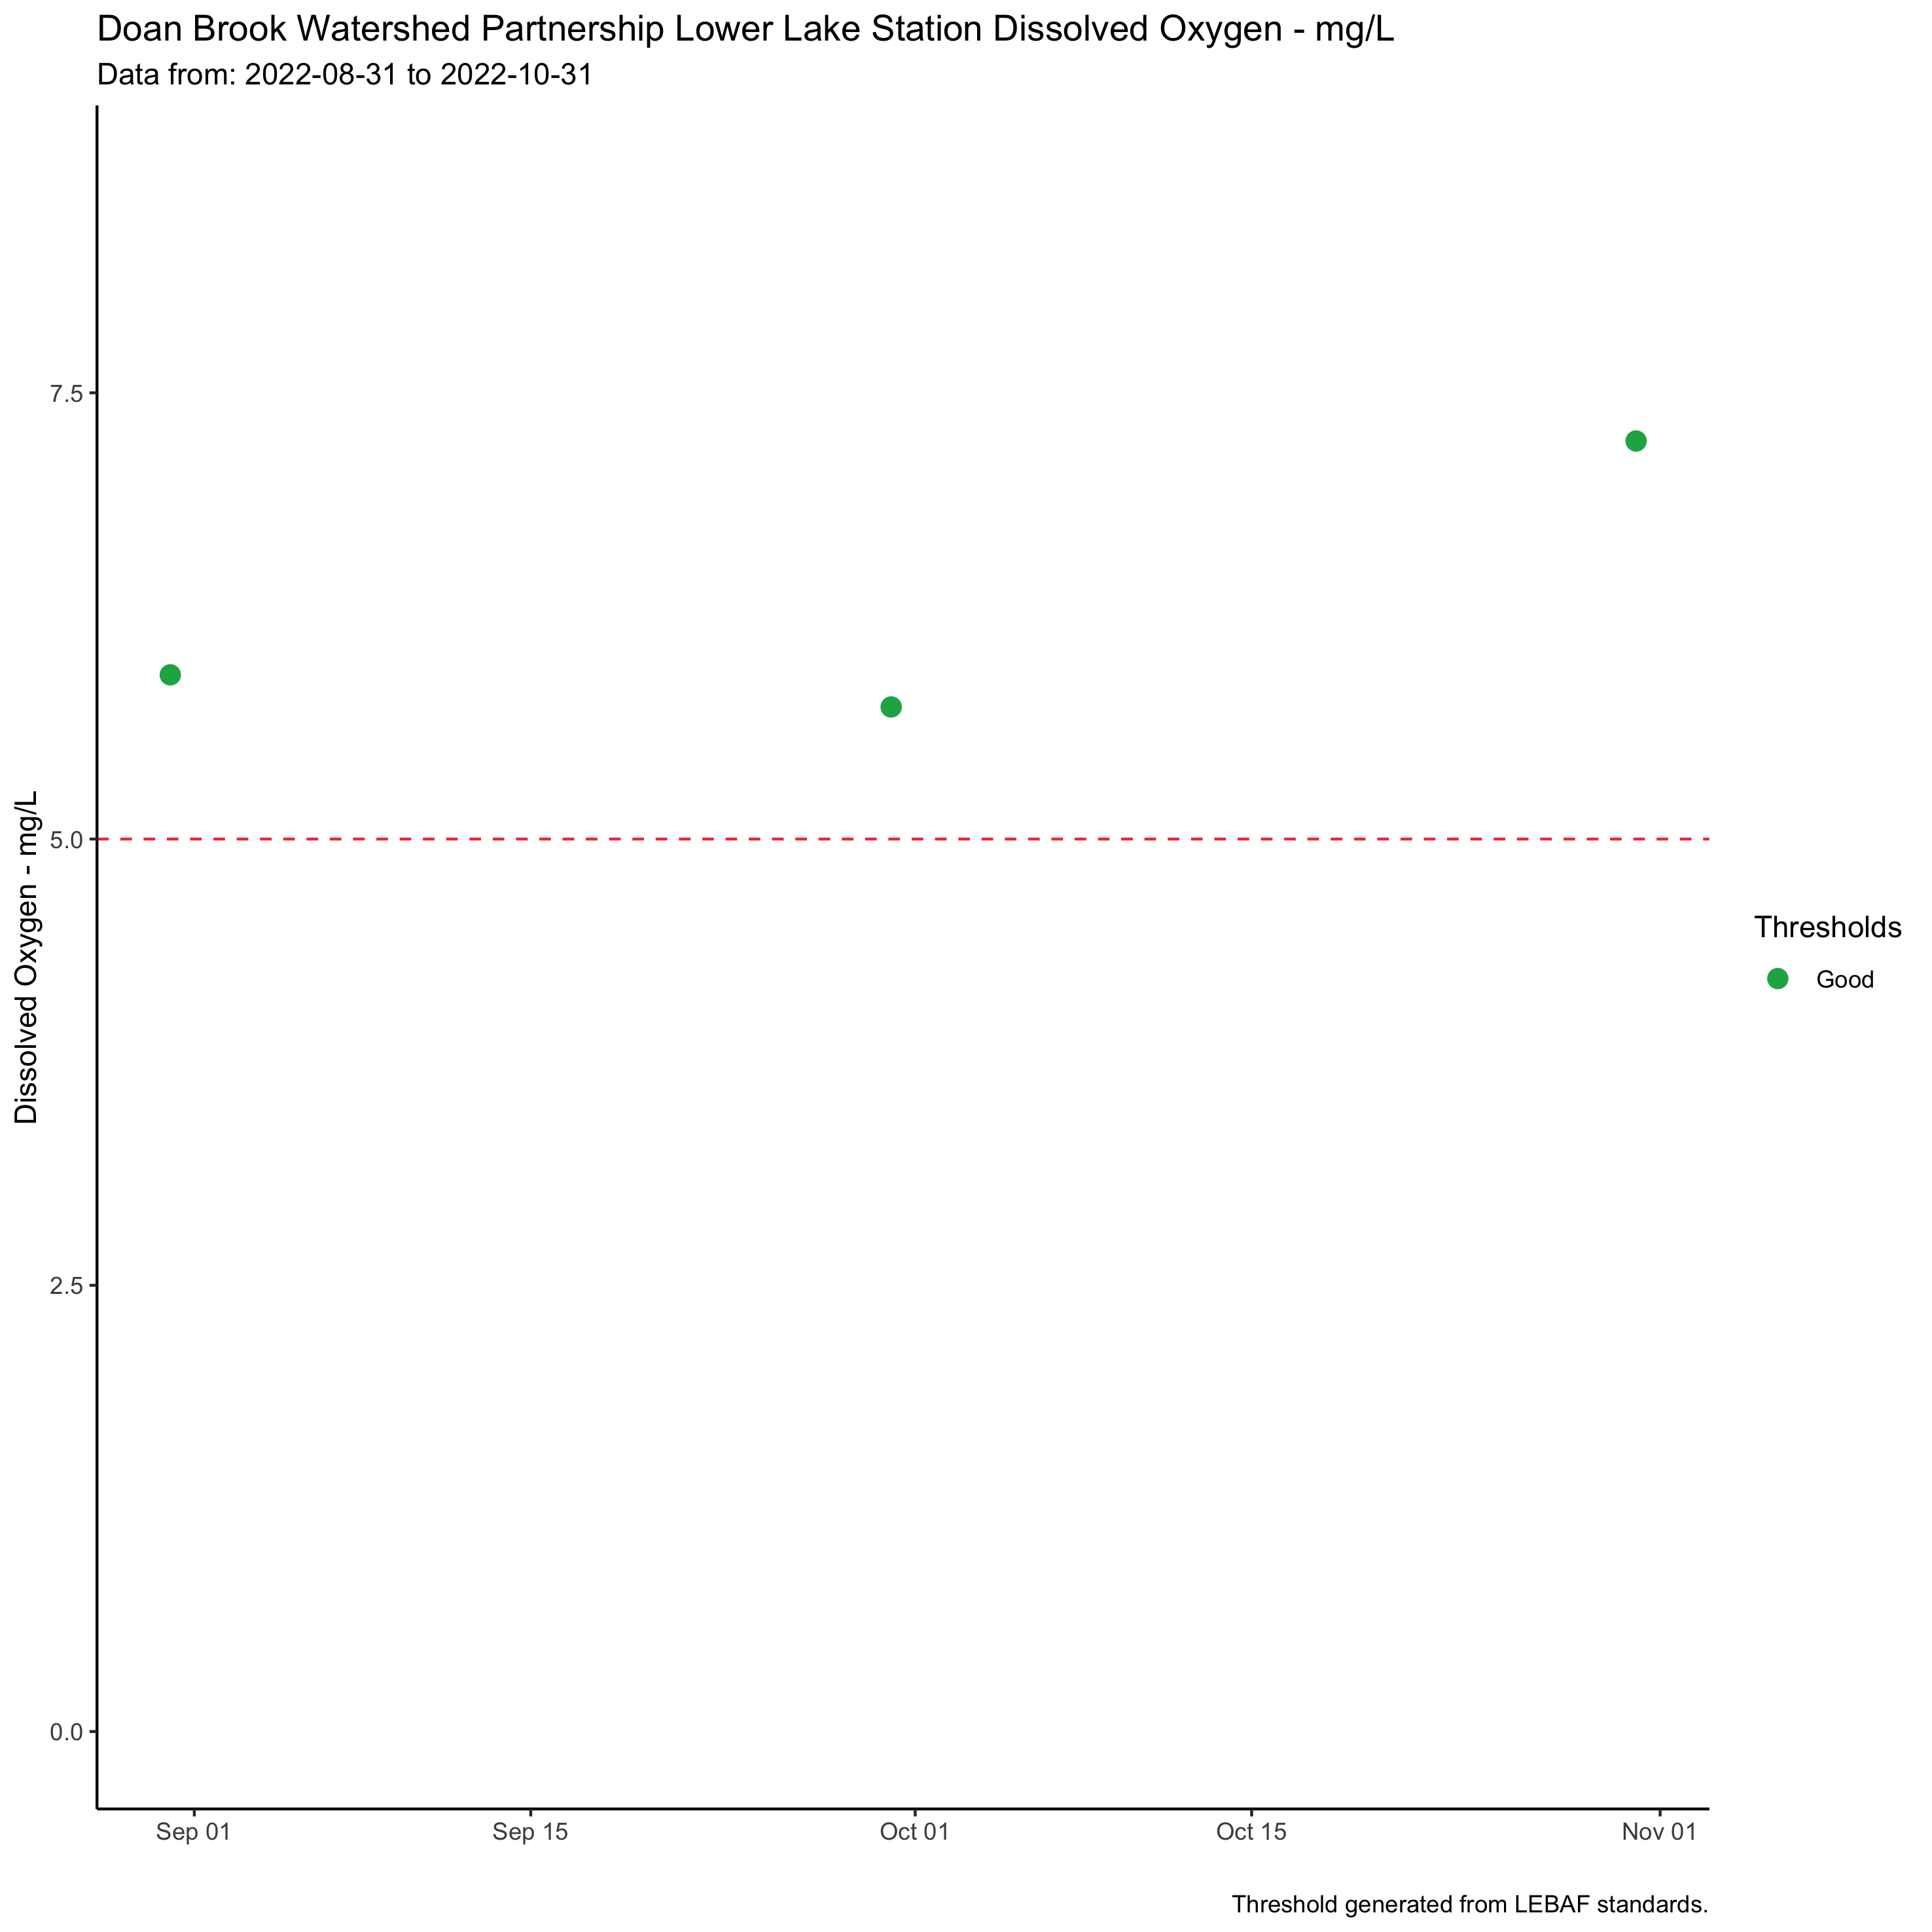 Doan Brook Watershed Partnership Lower Lake Station Dissolved Oxygen - mg/L
Data from: 2022-08-31 to 2022-10-31
Dissolved Oxygen - mg/L
7.5
5.0
2.5
0.0
Sep 01
Sep 15
Oct 01
Oct 15
Nov 01
Thresholds
Good
Threshold generated from LEBAF standards.